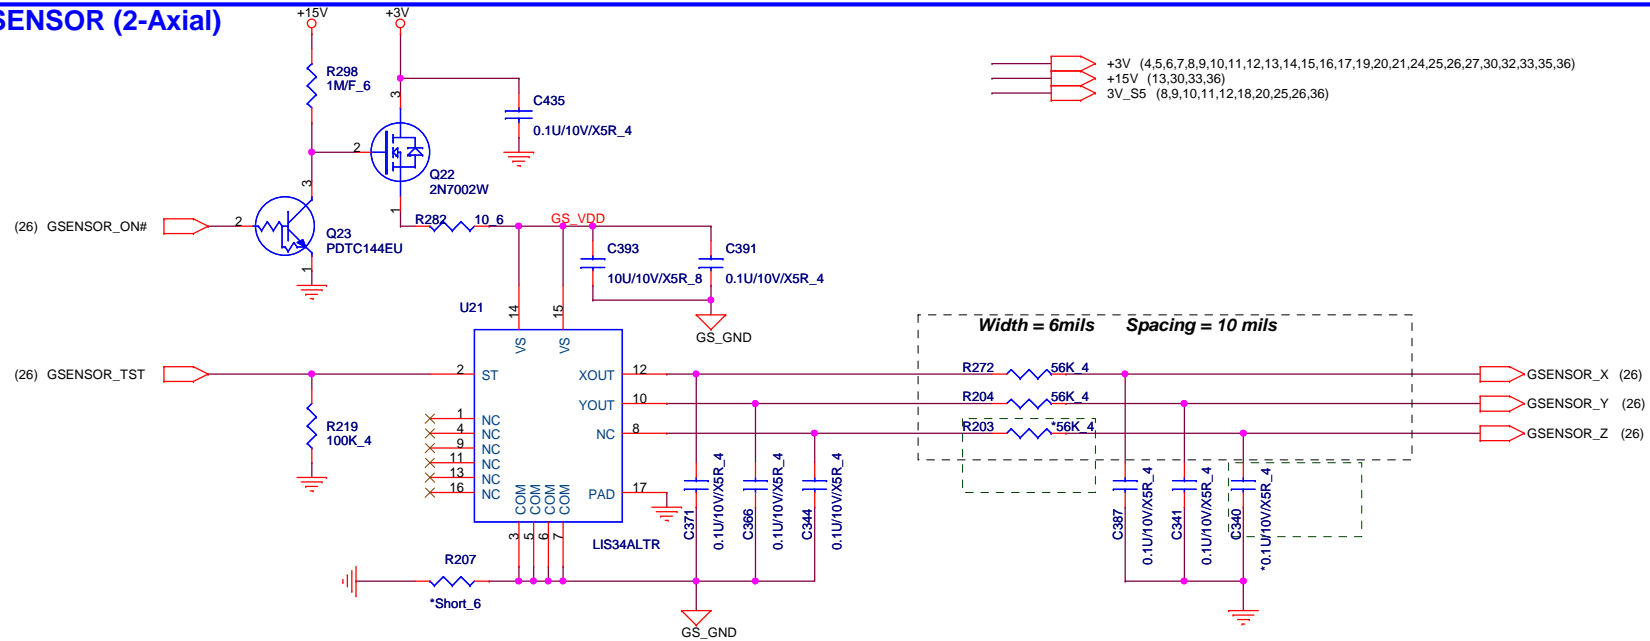 SENSOR (2-Axial)
+15V
+3V
R298
1M/F_6
3
C435
0.1U/10V/X5R_4
+3V (4,5,6,7,8,9,10,11,12,13,14,15,16,17,19,20,21,24,25,26,27,30,32,33,35,36)
+15V (13,30,33,36)
3V_S5 (8,9,10,11,12,18,20,25,26,36)
2
Q22
2N7002W
1
3
(26) GSENSOR_ON#
2
Q23
PDTC144EU
1
R282
10_6
GS_VDD
C393
10U/10V/X5R_8
C391
0.1U/10V/X5R_4
GS_GND
U21
14
15
VS
VS
Width = 6mils Spacing = 10 mils
(26) GSENSOR_TST
2
ST
XOUT
12
R272
56K_4
GSENSOR_X (26)
YOUT
10
R204
56K_4
GSENSOR_Y (26)
NC
8
R203
*56K_4
GSENSOR_Z (26)
R219
100K_4
1
NC
4
NC
9
NC
11
NC
13
NC
16
NC
COM
COM
COM
COM
PAD
17
3
5
6
7
LIS34ALTR
C371
0.1U/10V/X5R_4
C366
0.1U/10V/X5R_4
C344
0.1U/10V/X5R_4
C387
0.1U/10V/X5R_4
C341
0.1U/10V/X5R_4
C340
*0.1U/10V/X5R_4
R207
*Short_6
GS_GND